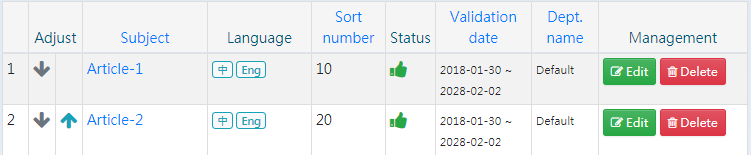 Adjust Subject Language Sort number Status Validation date Dept. name Management
1 Article-1 中 Eng 10 2018-01-30 ~ Default Edit Delete
2028-02-02
2 Article-2 中 Eng 20 2018-01-30 ~ Default Edit Delete
2028-02-02